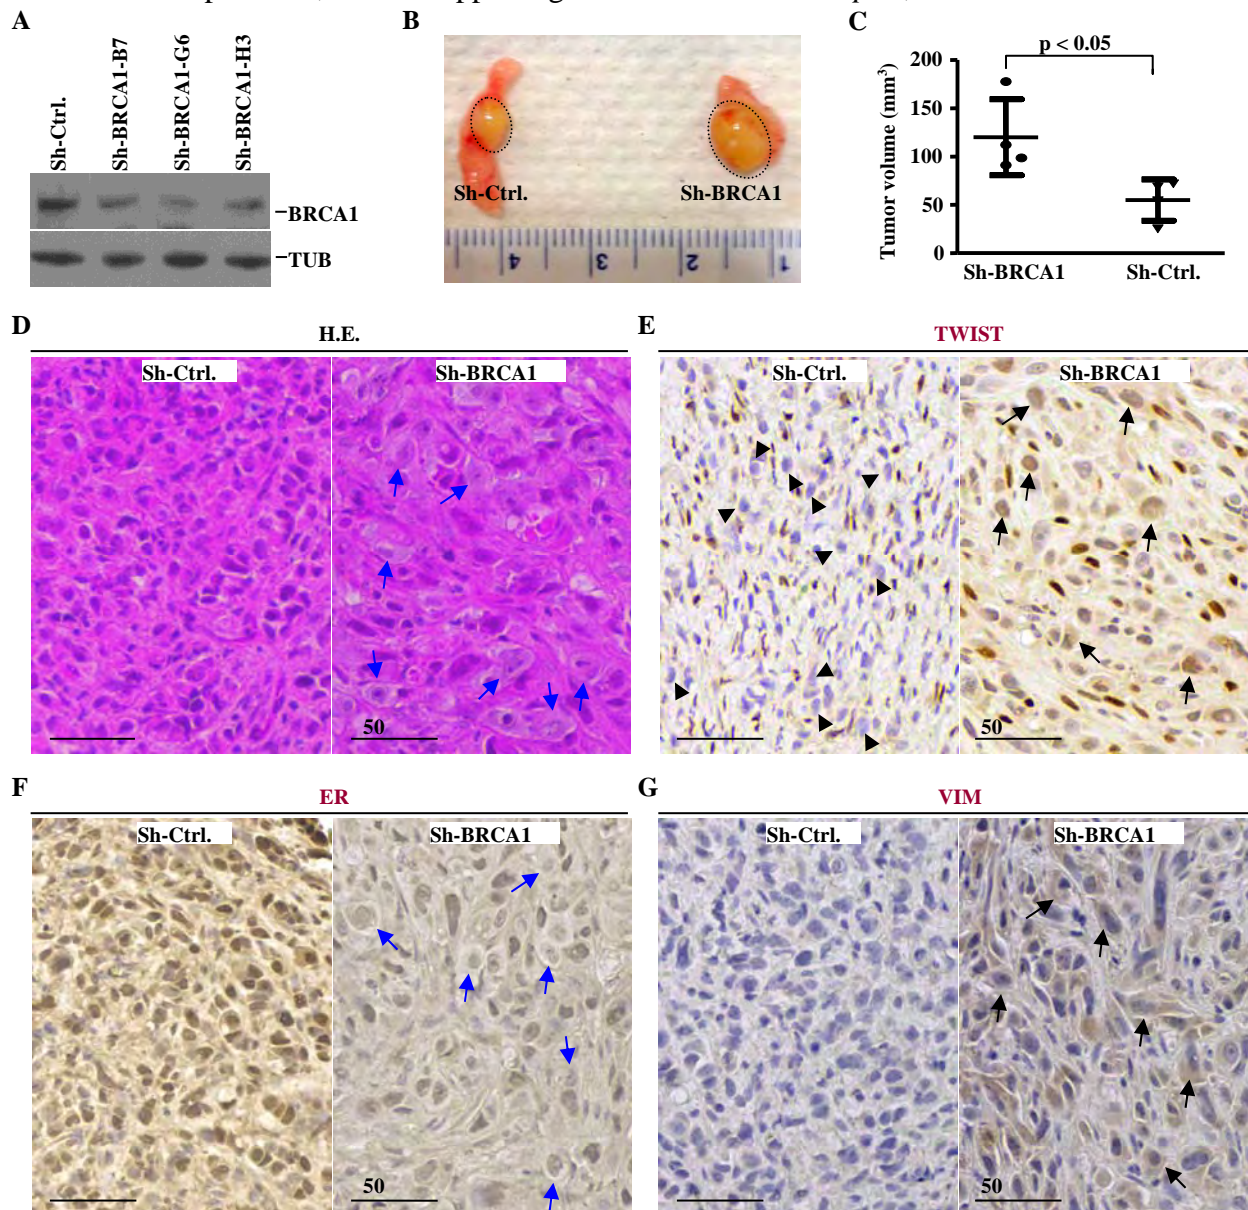 A
B
C
Sh-Ctrl.
Sh-BRCA1-B7
Sh-BRCA1-G6
Sh-BRCA1-H3
BRCA1
TUB
Sh-Ctrl.
Sh-BRCA1
4 3 2 1
p < 0.05
Tumor volume (mm³)
200
150
100
50
0
Sh-BRCA1
Sh-Ctrl.
D
H.E.
Sh-Ctrl.
Sh-BRCA1
50
E
TWIST
Sh-Ctrl.
Sh-BRCA1
50
F
ER
Sh-Ctrl.
Sh-BRCA1
50
G
VIM
Sh-Ctrl.
Sh-BRCA1
50